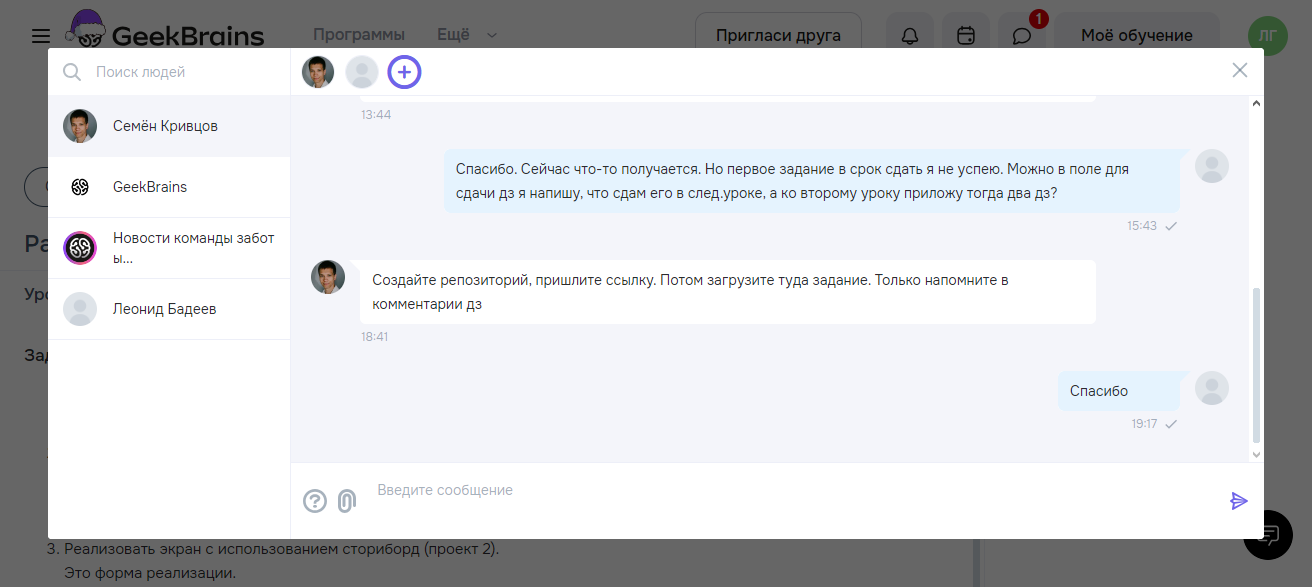 GeekBrains
Программы
Ещё
Пригласи друга
1
Моё обучение
ЛГ
Поиск людей
Семён Кривцов
GeekBrains
Новости команды забот
ы...
Леонид Бадеев
13:44
Спасибо. Сейчас что-то получается. Но первое задание в срок сдать я не успею. Можно в поле для
сдачи дз я напишу, что сдам его в след.уроке, а ко второму уроку приложу тогда два дз?
15:43
Создайте репозиторий, пришлите ссылку. Потом загрузите туда задание. Только напомните в
комментарии дз
18:41
Спасибо
19:17
Введите сообщение
3. Реализовать экран с использованием сториборд (проект 2).
Это форма реализации.